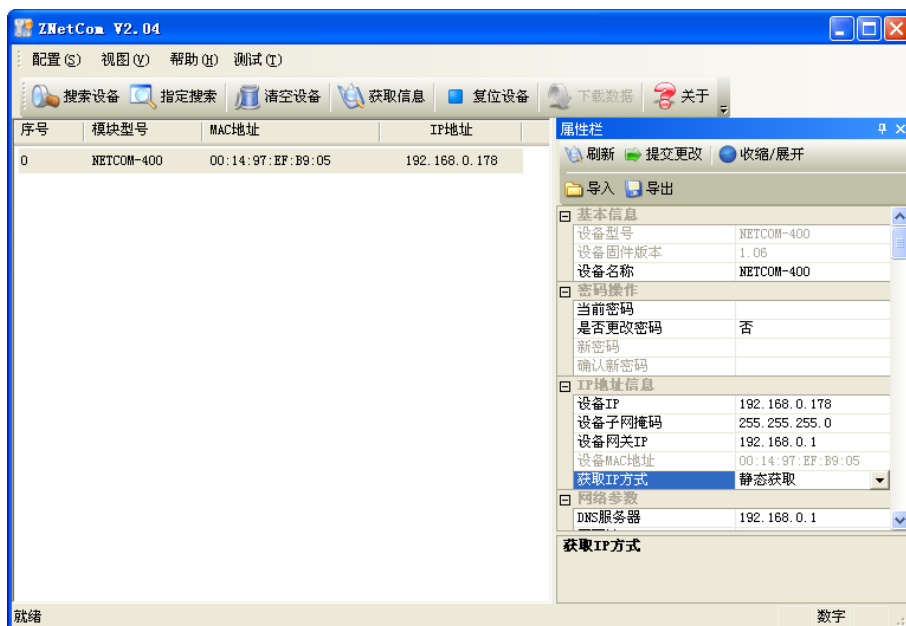 ZNetCom V2.04
配置(S) 视图(V) 帮助(H) 测试(T)
搜索设备 指定搜索 清空设备 获取信息 复位设备 下载数据 关于
序号 模块型号 MAC地址 IP地址
0 NETCOM-400 00:14:97:EF:B9:05 192.168.0.178
属性栏
刷新 提交更改 收缩/展开
导入 导出
基本信息
设备型号 NETCOM-400
设备固件版本 1.06
设备名称 NETCOM-400
密码操作
当前密码
是否更改密码 否
新密码
确认新密码
IP地址信息
设备IP 192.168.0.178
设备子网掩码 255.255.255.0
设备网关IP 192.168.0.1
设备MAC地址 00:14:97:EF:B9:05
获取IP方式 静态获取
网络参数
DNS服务器 192.168.0.1
获取IP方式
就绪 数字